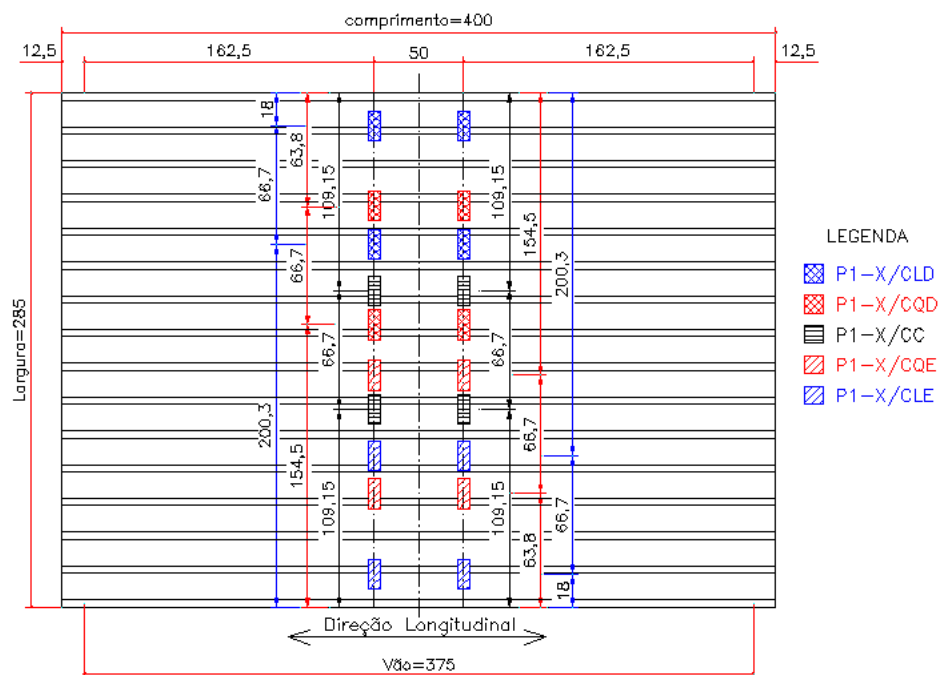 comprimento=400
12,5
162,5
50
162,5
12,5
18
63,8
66,7
109,15
109,15
154,5
200,3
66,7
66,7
66,7
Largura=285
200,3
154,5
109,15
109,15
66,7
63,8
66,7
18
Direção Longitudinal
Vão=375
LEGENDA
P1-X/CLD
P1-X/CQD
P1-X/CC
P1-X/CQE
P1-X/CLE